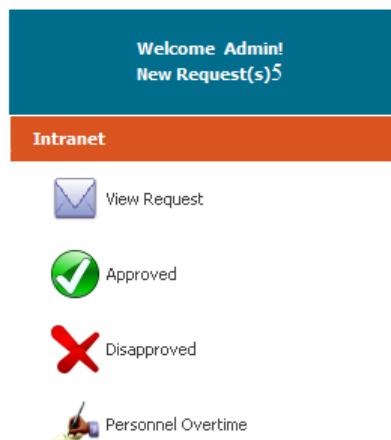 Welcome Admin!
New Request(s)5
Intranet
View Request
Approved
Disapproved
Personnel Overtime